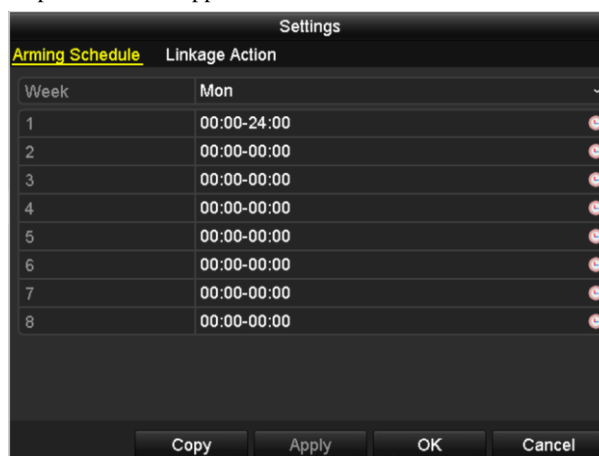 Settings
Arming Schedule Linkage Action
Week Mon
1 00:00-24:00
2 00:00-00:00
3 00:00-00:00
4 00:00-00:00
5 00:00-00:00
6 00:00-00:00
7 00:00-00:00
8 00:00-00:00
Copy Apply OK Cancel